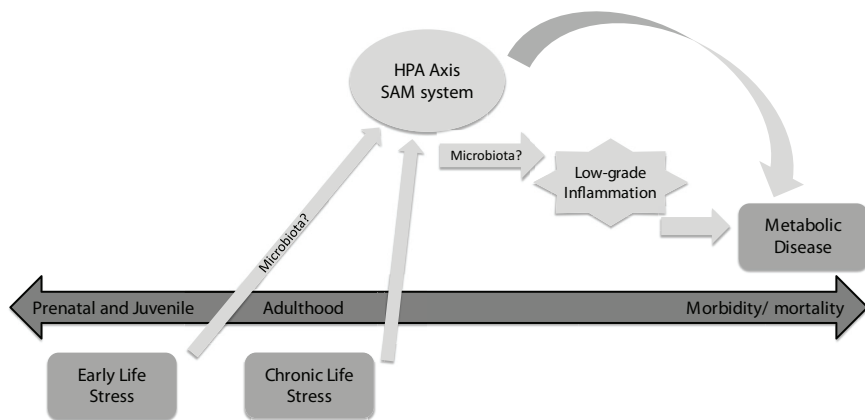 HPA Axis
SAM system
Microbiota?
Low-grade
Inflammation
Microbiota?
Metabolic
Disease
Prenatal and Juvenile
Adulthood
Morbidity/ mortality
Early Life
Stress
Chronic Life
Stress